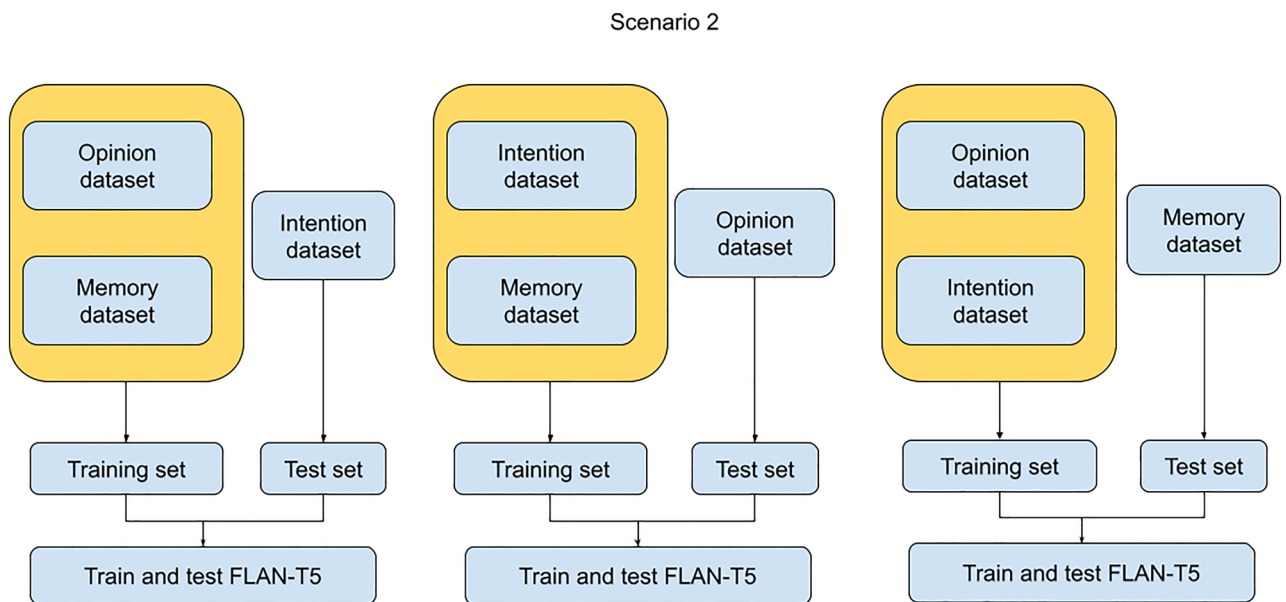 Scenario 2
Opinion
dataset
Memory
dataset
Intention
dataset
Training set
Test set
Train and test FLAN-T5
Intention
dataset
Memory
dataset
Opinion
dataset
Training set
Test set
Train and test FLAN-T5
Opinion
dataset
Intention
dataset
Memory
dataset
Training set
Test set
Train and test FLAN-T5